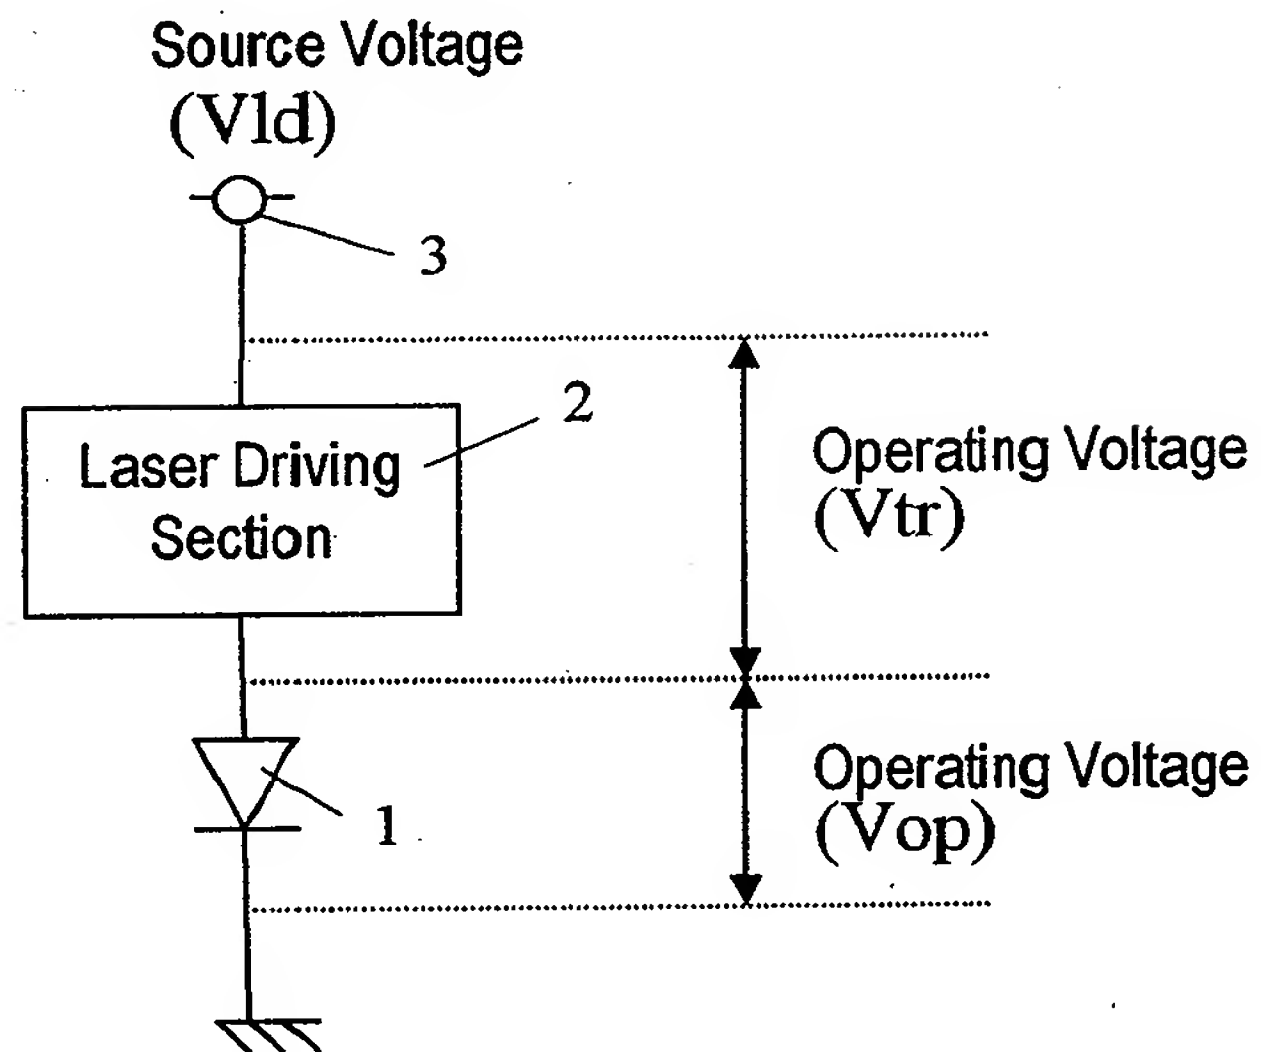 Source Voltage
(Vld)
3
2
Laser Driving
Section
Operating Voltage
(Vtr)
Operating Voltage
(Vop)
1